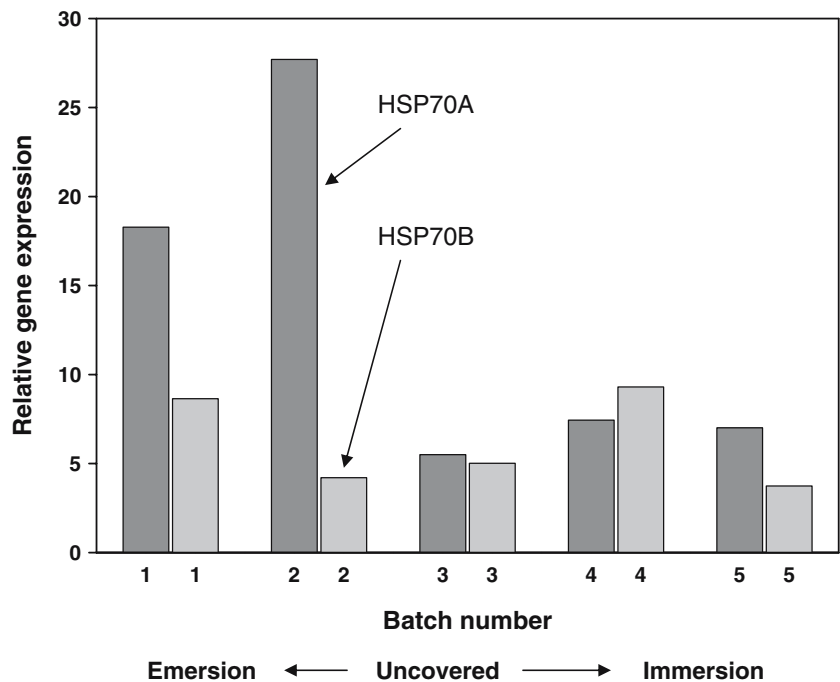 30
25
20
15
10
5
0
Relative gene expression
HSP70A
HSP70B
1 1 2 2 3 3 4 4 5 5
Batch number
Emersion Uncovered Immersion